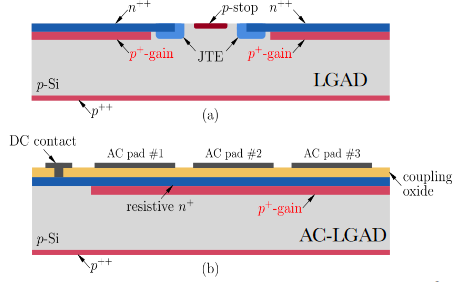 n++ p-stop n++
p+-gain JTE p+-gain
p-Si LGAD
p++
(a)
DC contact
AC pad #1 AC pad #2 AC pad #3
coupling
oxide
resistive n+ p+-gain
p-Si AC-LGAD
p++
(b)